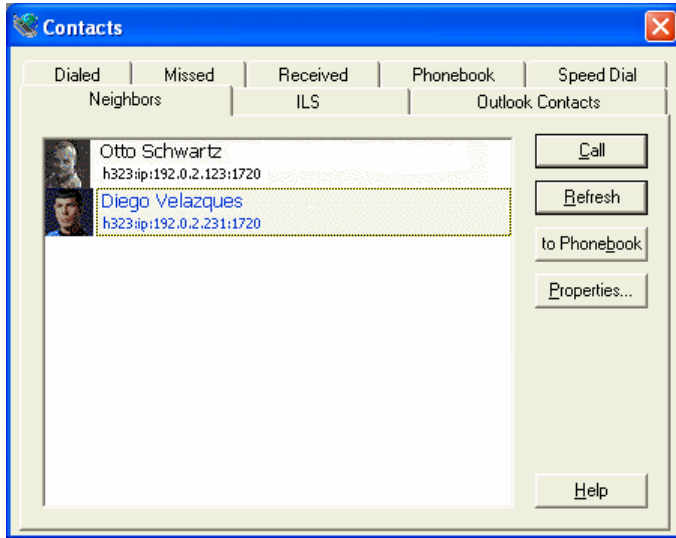 Contacts
Dialed Missed Received Phonebook Speed Dial
Neighbors ILS Outlook Contacts
Otto Schwartz
h323:ip:192.0.2.123:1720
Diego Velazques
h323:ip:192.0.2.231:1720
Call
Refresh
to Phonebook
Properties...
Help